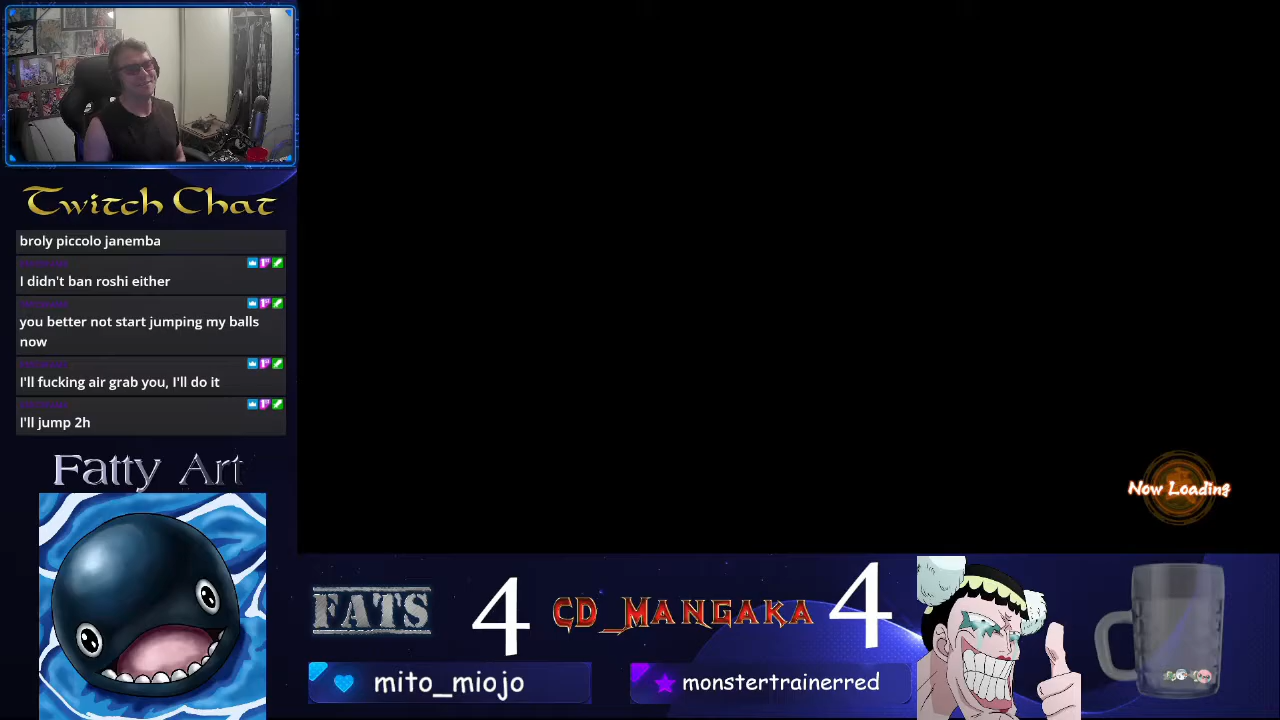 Twitch Chat
broly piccolo janemba
I didn't ban roshi either
you better not start jumping my balls
now
I'll fucking air grab you, I'll do it
I'll jump 2h
Fatty Art
Now Loading
FATS 4 CD_MANGAKA 4
mito_miojo
monstertrainerred